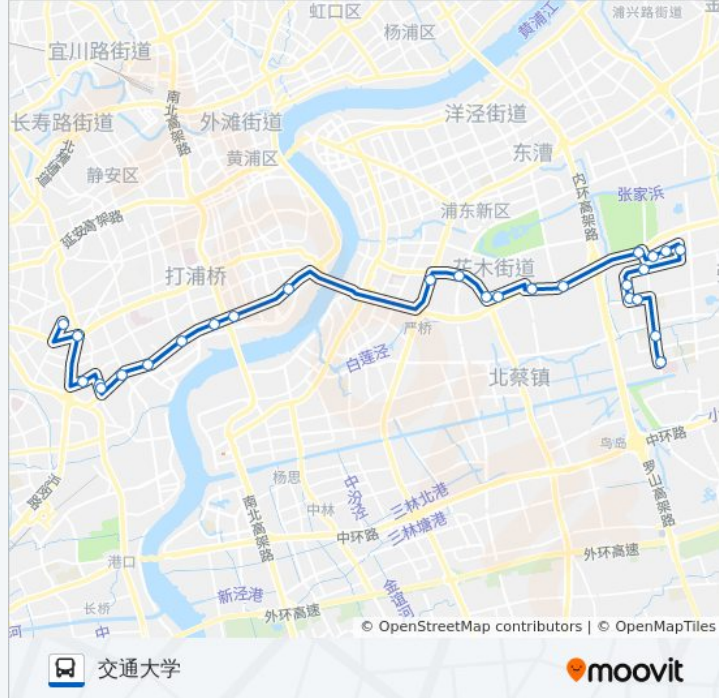 虹口区
浦兴路街道
杨浦区
黄浦江
宜川路街道
南北高架路
长寿路街道
外滩街道
洋泾街道
北横通道
黄浦区
东漕
静安区
内环高架路
张家浜
延安高架路
浦东新区
打浦桥
花木街道
严桥
白莲泾
北蔡镇
鸟岛
中环路
罗山高架路
沪闵路
杨思
中汾泾
三林北港
中林
南北高架路
中环路
三林塘港
港口
外环高速
新泾港
金谊河
长桥
外环高速
河
中
© OpenStreetMap contributors | © OpenMapTiles
交通大学
moovit